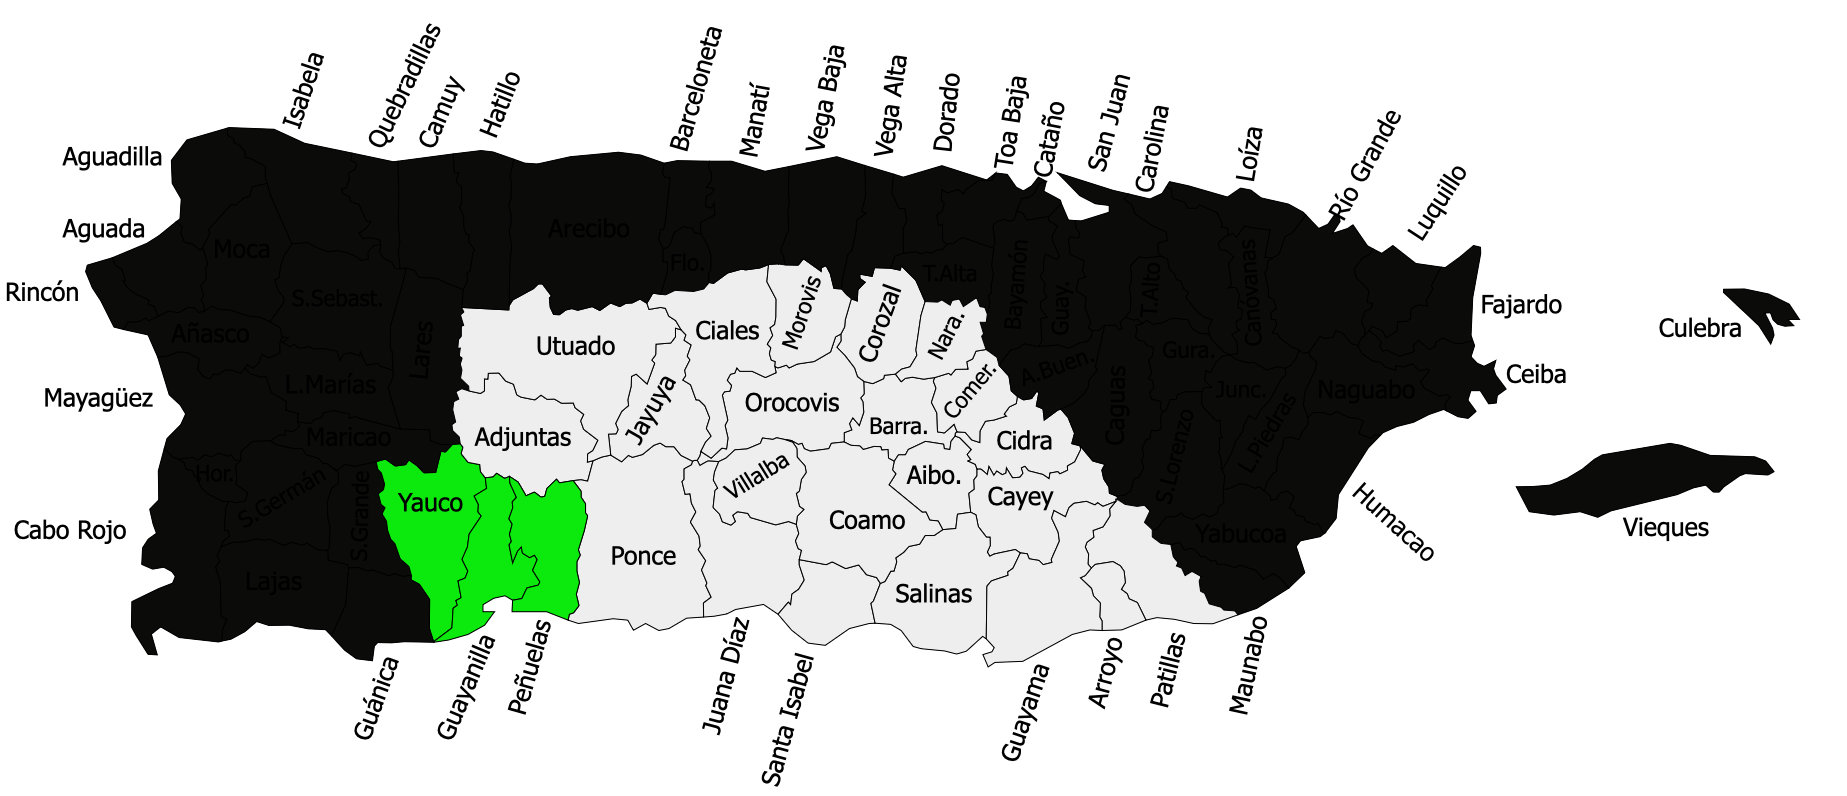 Isabela
Quebradillas
Camuy
Hatillo
Barceloneta
Manatí
Vega Baja
Vega Alta
Dorado
Toa Baja
Cataño
San Juan
Carolina
Loíza
Río Grande
Luquillo
Aguadilla
Aguada
Rincón
Mayagüez
Cabo Rojo
Moca
Arecibo
Flo.
T.Alta
Bayamón
Guay.
T.Alto
Canóvanas
S.Sebast.
Añasco
Lares
L.Marías
Maricao
Hor.
S.Germán
S.Grande
Lajas
Utuado
Ciales
Morovis
Corozal
Nara.
A.Buen.
Caguas
Gura.
Junc.
Naguabo
Fajardo
Ceiba
Culebra
Vieques
Humacao
Jayuya
Orocovis
Comer.
Barra.
Adjuntas
Cidra
S.Lorenzo
L.Piedras
Yauco
Villalba
Aibo.
Cayey
Coamo
Ponce
Salinas
Yabucoa
Guánica
Guayanilla
Peñuelas
Juana Díaz
Santa Isabel
Guayama
Arroyo
Patillas
Maunabo